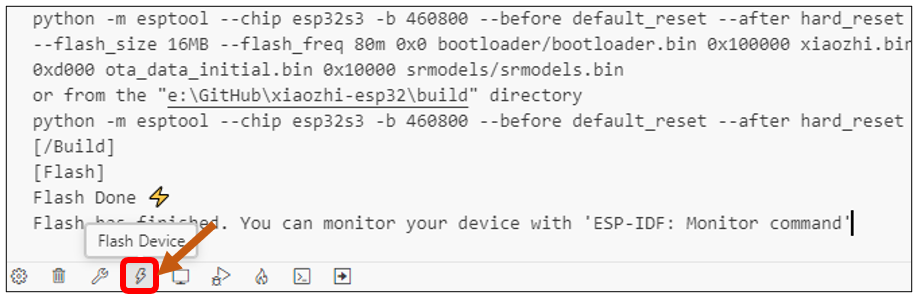 python -m esptool --chip esp32s3 -b 460800 --before default_reset --after hard_reset
--flash_size 16MB --flash_freq 80m 0x0 bootloader/bootloader.bin 0x100000 xiaozhi.bin
0xd000 ota_data_initial.bin 0x10000 srmodels/srmodels.bin
or from the "e:\GitHub\xiaozhi-esp32\build" directory
python -m esptool --chip esp32s3 -b 460800 --before default_reset --after hard_reset
[/Build]
[Flash]
Flash Done ⚡
Flash has finished. You can monitor your device with 'ESP-IDF: Monitor command'
Flash Device